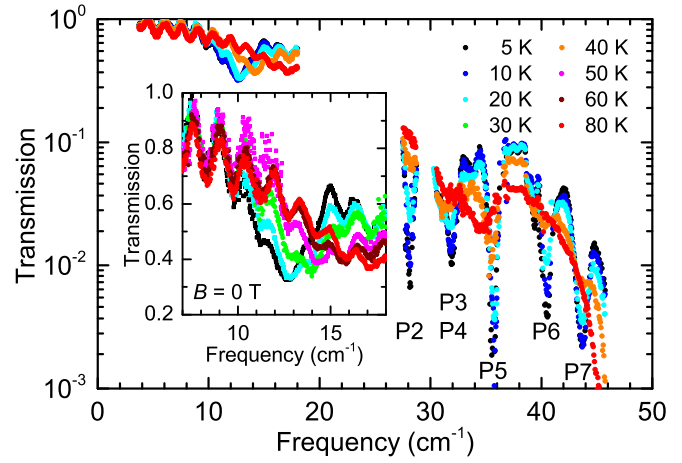 10⁰
5 K
40 K
10 K
50 K
20 K
60 K
30 K
80 K
Transmission
10⁻¹
10⁻²
10⁻³
1.0
0.8
0.6
0.4
0.2
Transmission
B = 0 T
10
15
Frequency (cm⁻¹)
P2
P3
P4
P5
P6
P7
0
10
20
30
40
50
Frequency (cm⁻¹)